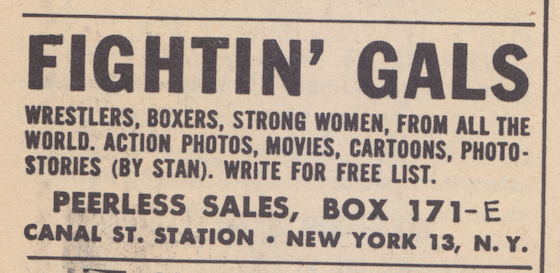 FIGHTIN' GALS
WRESTLERS, BOXERS, STRONG WOMEN, FROM ALL THE
WORLD. ACTION PHOTOS, MOVIES, CARTOONS, PHOTO-
STORIES (BY STAN). WRITE FOR FREE LIST.
PEERLESS SALES, BOX 171-E
CANAL ST. STATION • NEW YORK 13, N. Y.